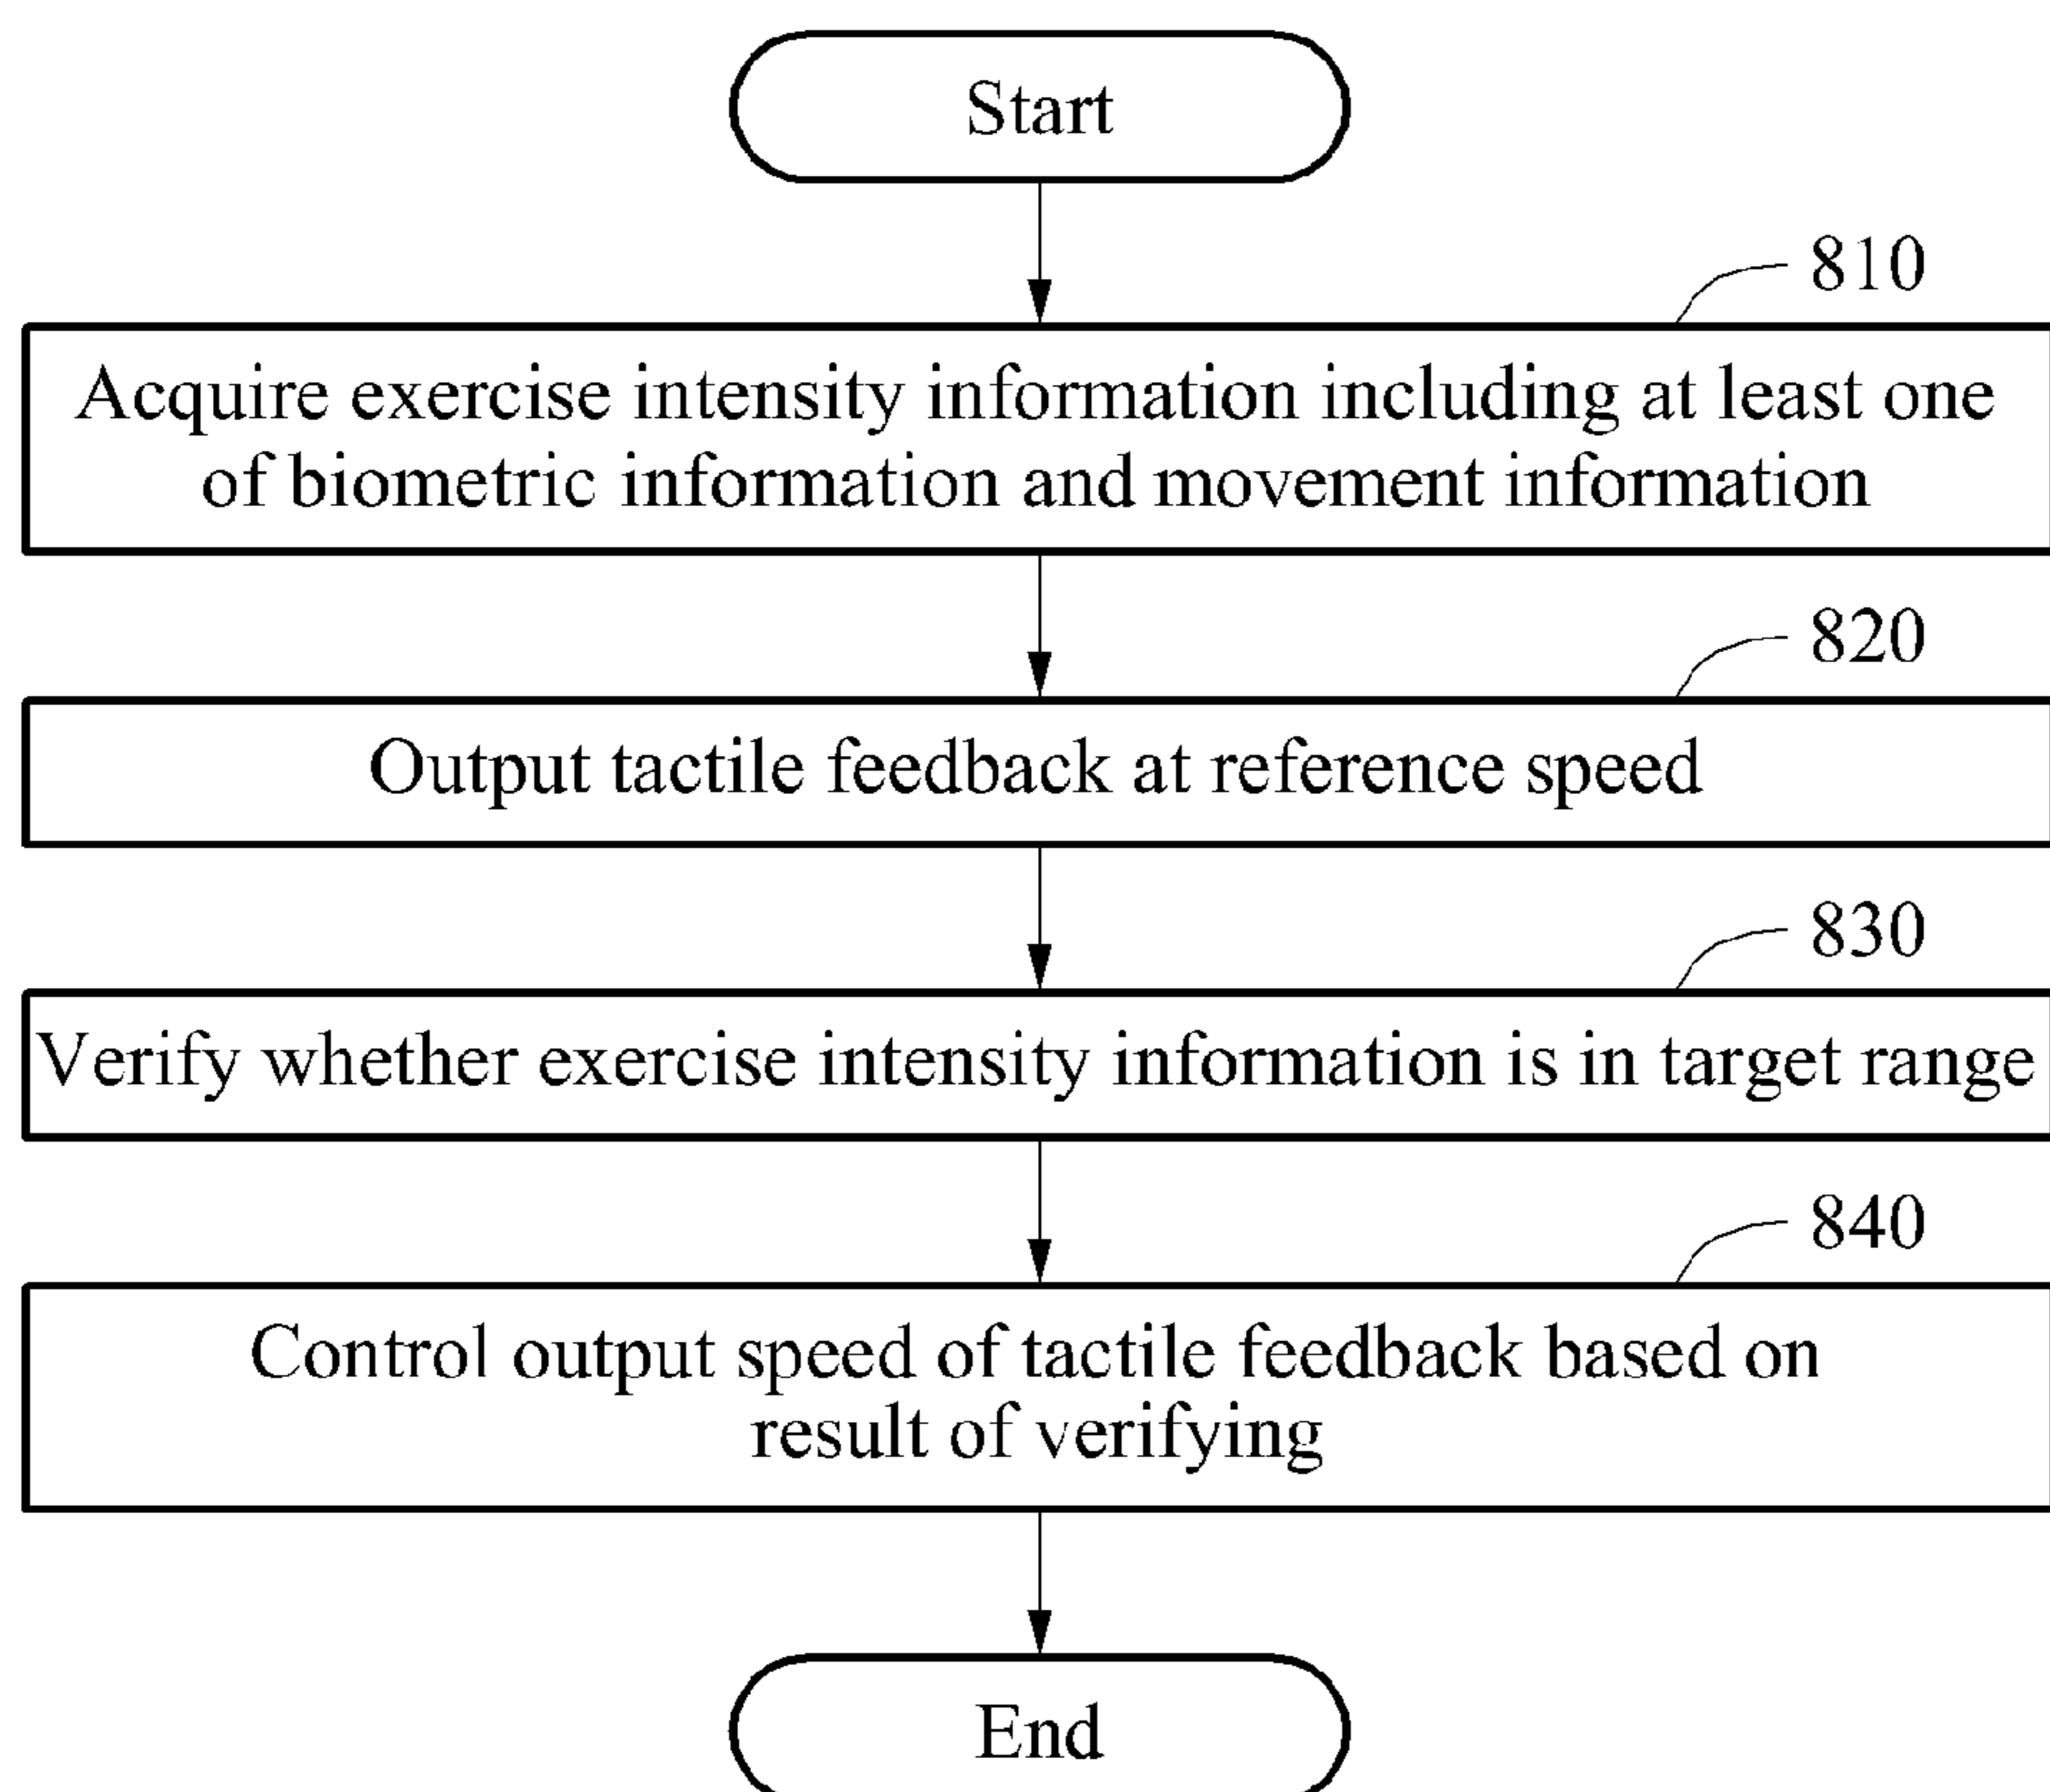 Start
810
Acquire exercise intensity information including at least one
of biometric information and movement information
820
Output tactile feedback at reference speed
830
Verify whether exercise intensity information is in target range
840
Control output speed of tactile feedback based on
result of verifying
End